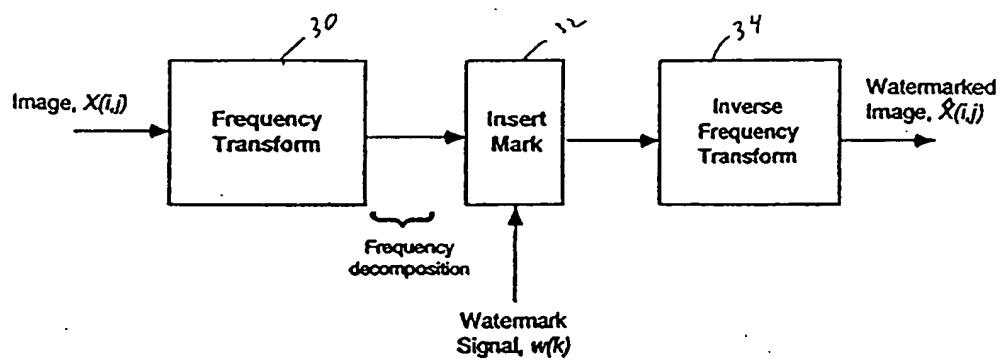 30
32
34
Image, X(i,j)
Frequency
Transform
Insert
Mark
Inverse
Frequency
Transform
Watermarked
Image, X̂(i,j)
Frequency
decomposition
Watermark
Signal, w(k)